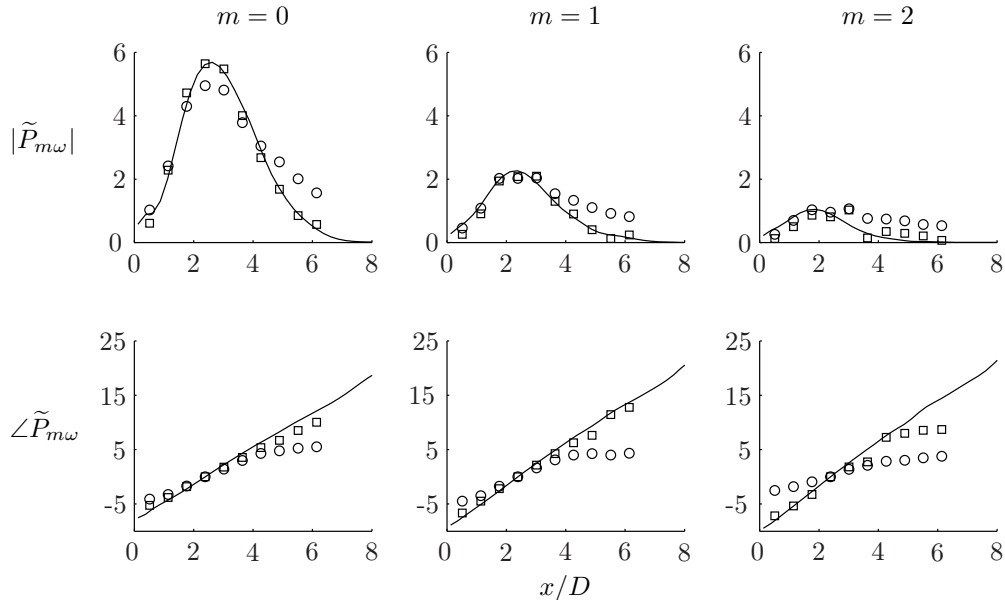 m = 0 m = 1 m = 2
6 6 6
4 4 4
|P̃mω|
2 2 2
0 0 0
0 2 4 6 8 0 2 4 6 8 0 2 4 6 8
25 25 25
15 15 15
∠P̃mω
5 5 5
-5 -5 -5
0 2 4 6 8 0 2 4 6 8 0 2 4 6 8
x/D